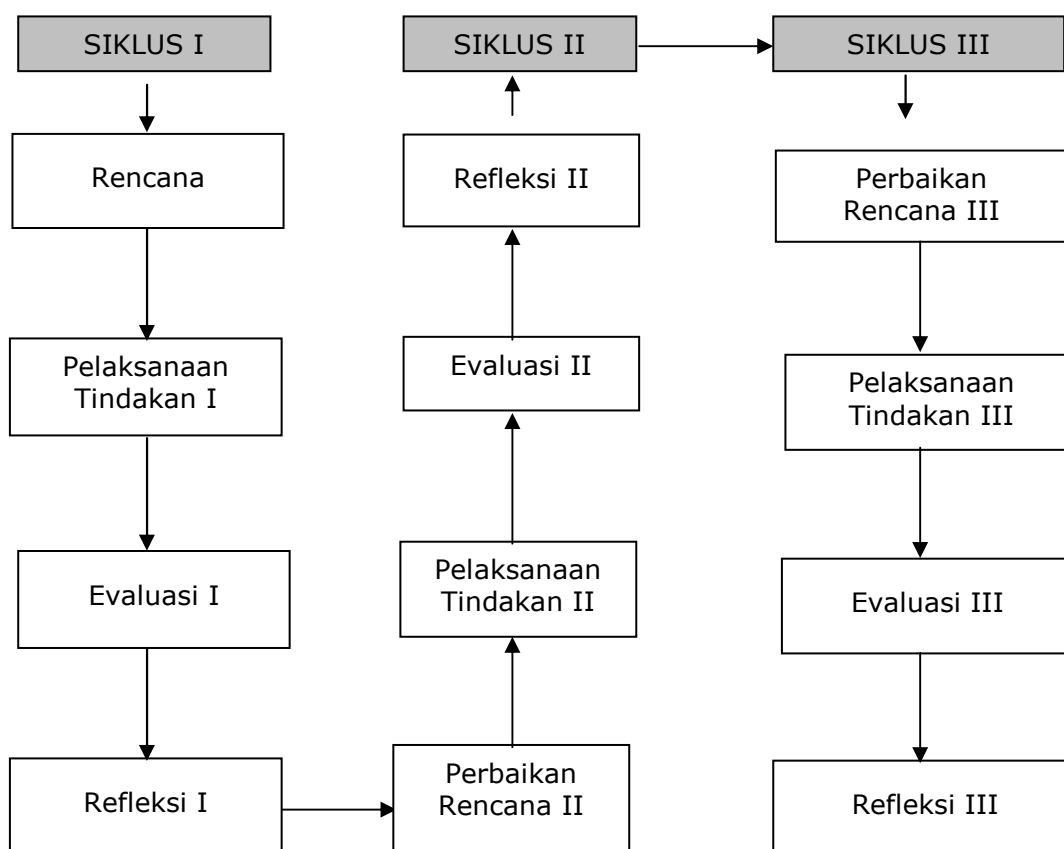 SIKLUS I
Rencana
Pelaksanaan
Tindakan I
Evaluasi I
Refleksi I
SIKLUS II
Refleksi II
Evaluasi II
Pelaksanaan
Tindakan II
Perbaikan
Rencana II
SIKLUS III
Perbaikan
Rencana III
Pelaksanaan
Tindakan III
Evaluasi III
Refleksi III